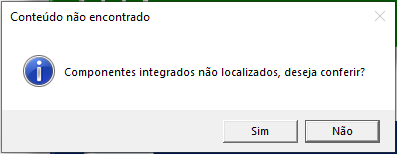 Conteúdo não encontrado
Componentes integrados não localizados, deseja conferir?
Sim
Não